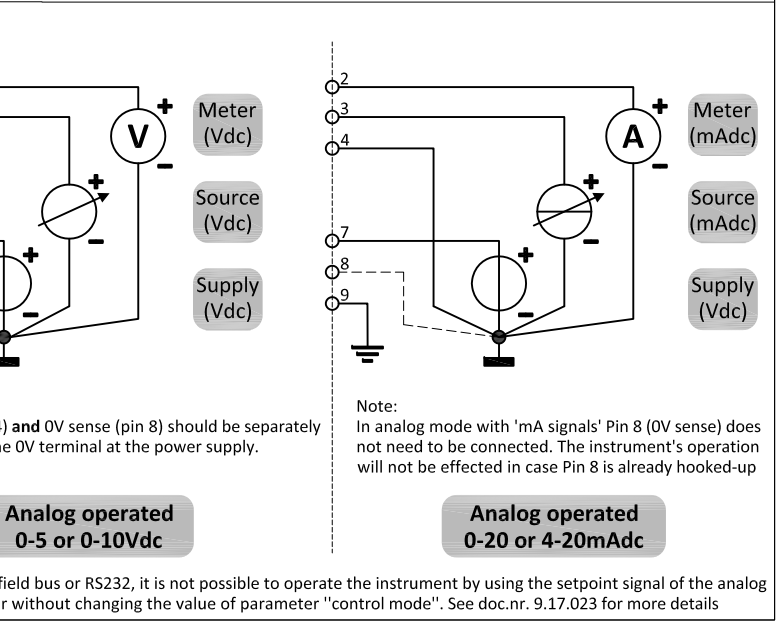 V
+
−
Meter
(Vdc)
+
−
Source
(Vdc)
+
−
Supply
(Vdc)
) and 0V sense (pin 8) should be separately
e 0V terminal at the power supply.
Analog operated
0-5 or 0-10Vdc
2
3
4
7
8
9
A
+
−
Meter
(mAdc)
+
−
Source
(mAdc)
+
−
Supply
(Vdc)
Note:
In analog mode with 'mA signals' Pin 8 (0V sense) does
not need to be connected. The instrument's operation
will not be effected in case Pin 8 is already hooked-up
Analog operated
0-20 or 4-20mAdc
field bus or RS232, it is not possible to operate the instrument by using the setpoint signal of the analog
r without changing the value of parameter ''control mode''. See doc.nr. 9.17.023 for more details